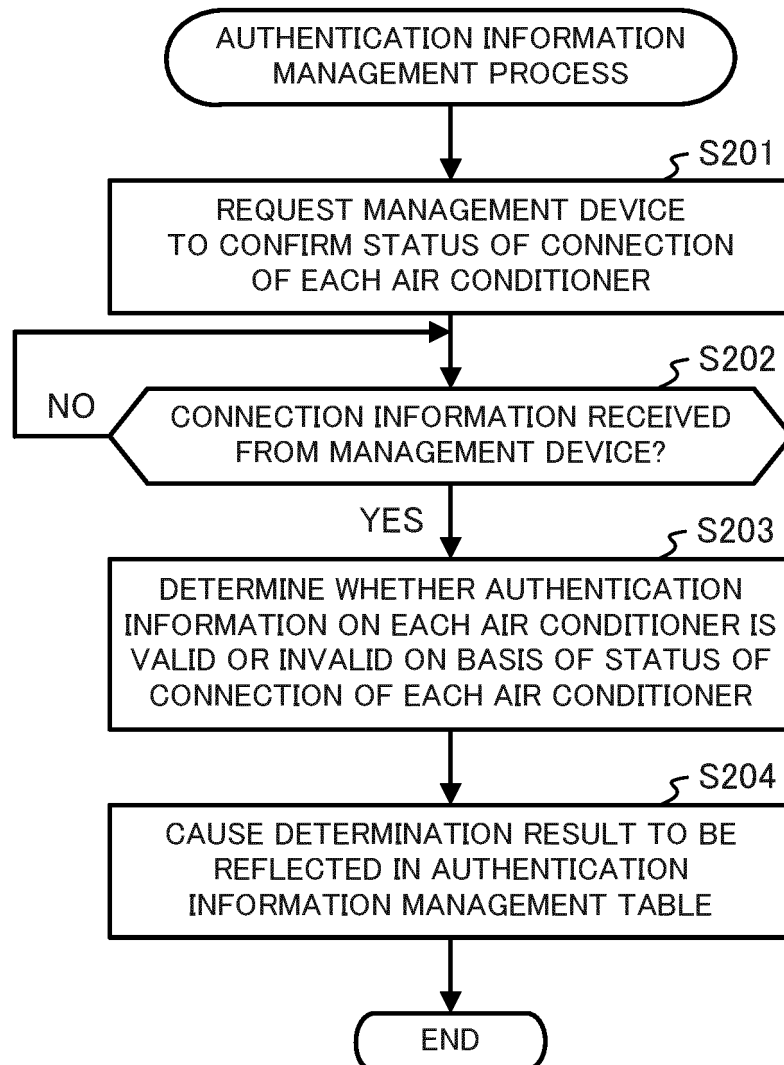 AUTHENTICATION INFORMATION
MANAGEMENT PROCESS
S201
REQUEST MANAGEMENT DEVICE
TO CONFIRM STATUS OF CONNECTION
OF EACH AIR CONDITIONER
S202
NO
CONNECTION INFORMATION RECEIVED
FROM MANAGEMENT DEVICE?
YES
S203
DETERMINE WHETHER AUTHENTICATION
INFORMATION ON EACH AIR CONDITIONER IS
VALID OR INVALID ON BASIS OF STATUS OF
CONNECTION OF EACH AIR CONDITIONER
S204
CAUSE DETERMINATION RESULT TO BE
REFLECTED IN AUTHENTICATION
INFORMATION MANAGEMENT TABLE
END